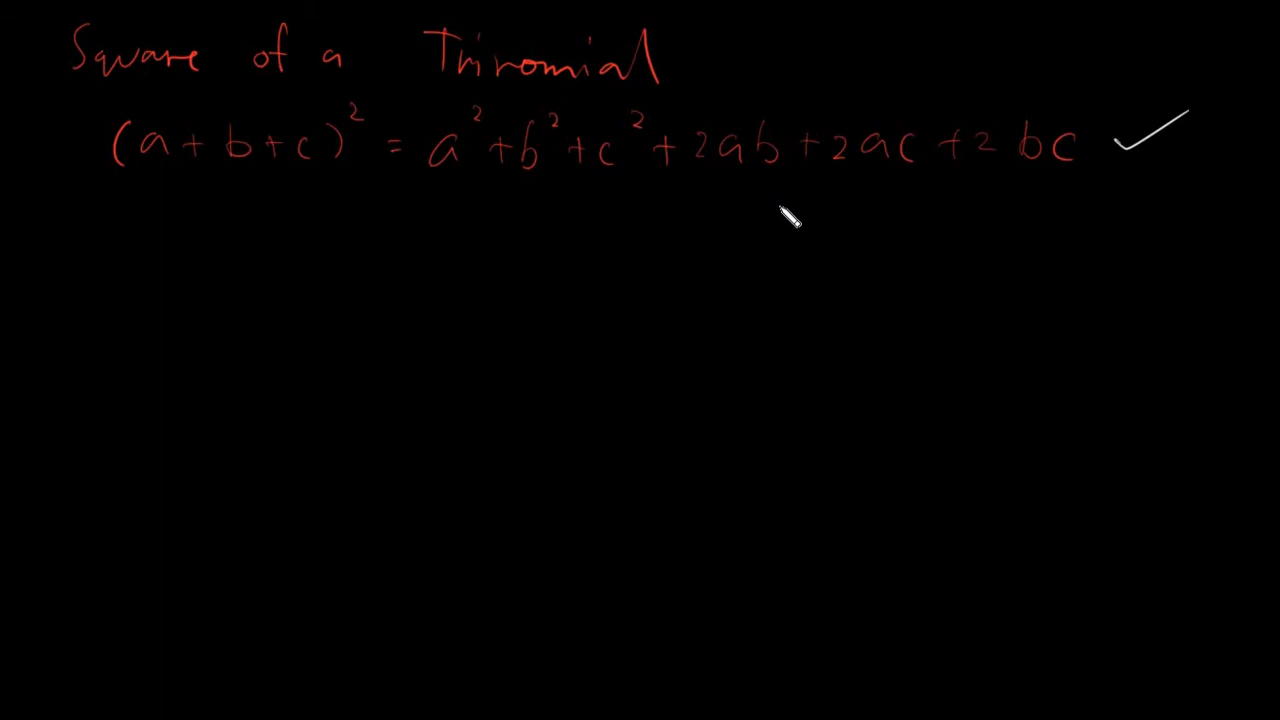 Square of a Trinomial
(a+b+c)² = a²+b²+c²+2ab+2ac+2bc ✓